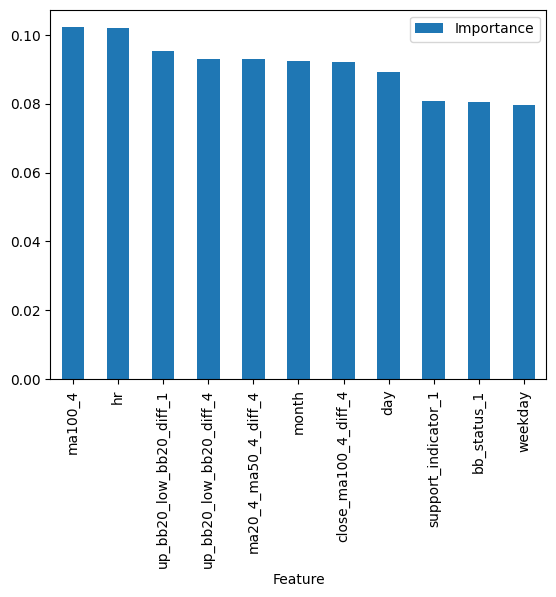 Importance
0.10
0.08
0.06
0.04
0.02
0.00
ma100_4
hr
up_bb20_low_bb20_diff_1
up_bb20_low_bb20_diff_4
ma20_4_ma50_4_diff_4
month
close_ma100_4_diff_4
day
support_indicator_1
bb_status_1
weekday
Feature